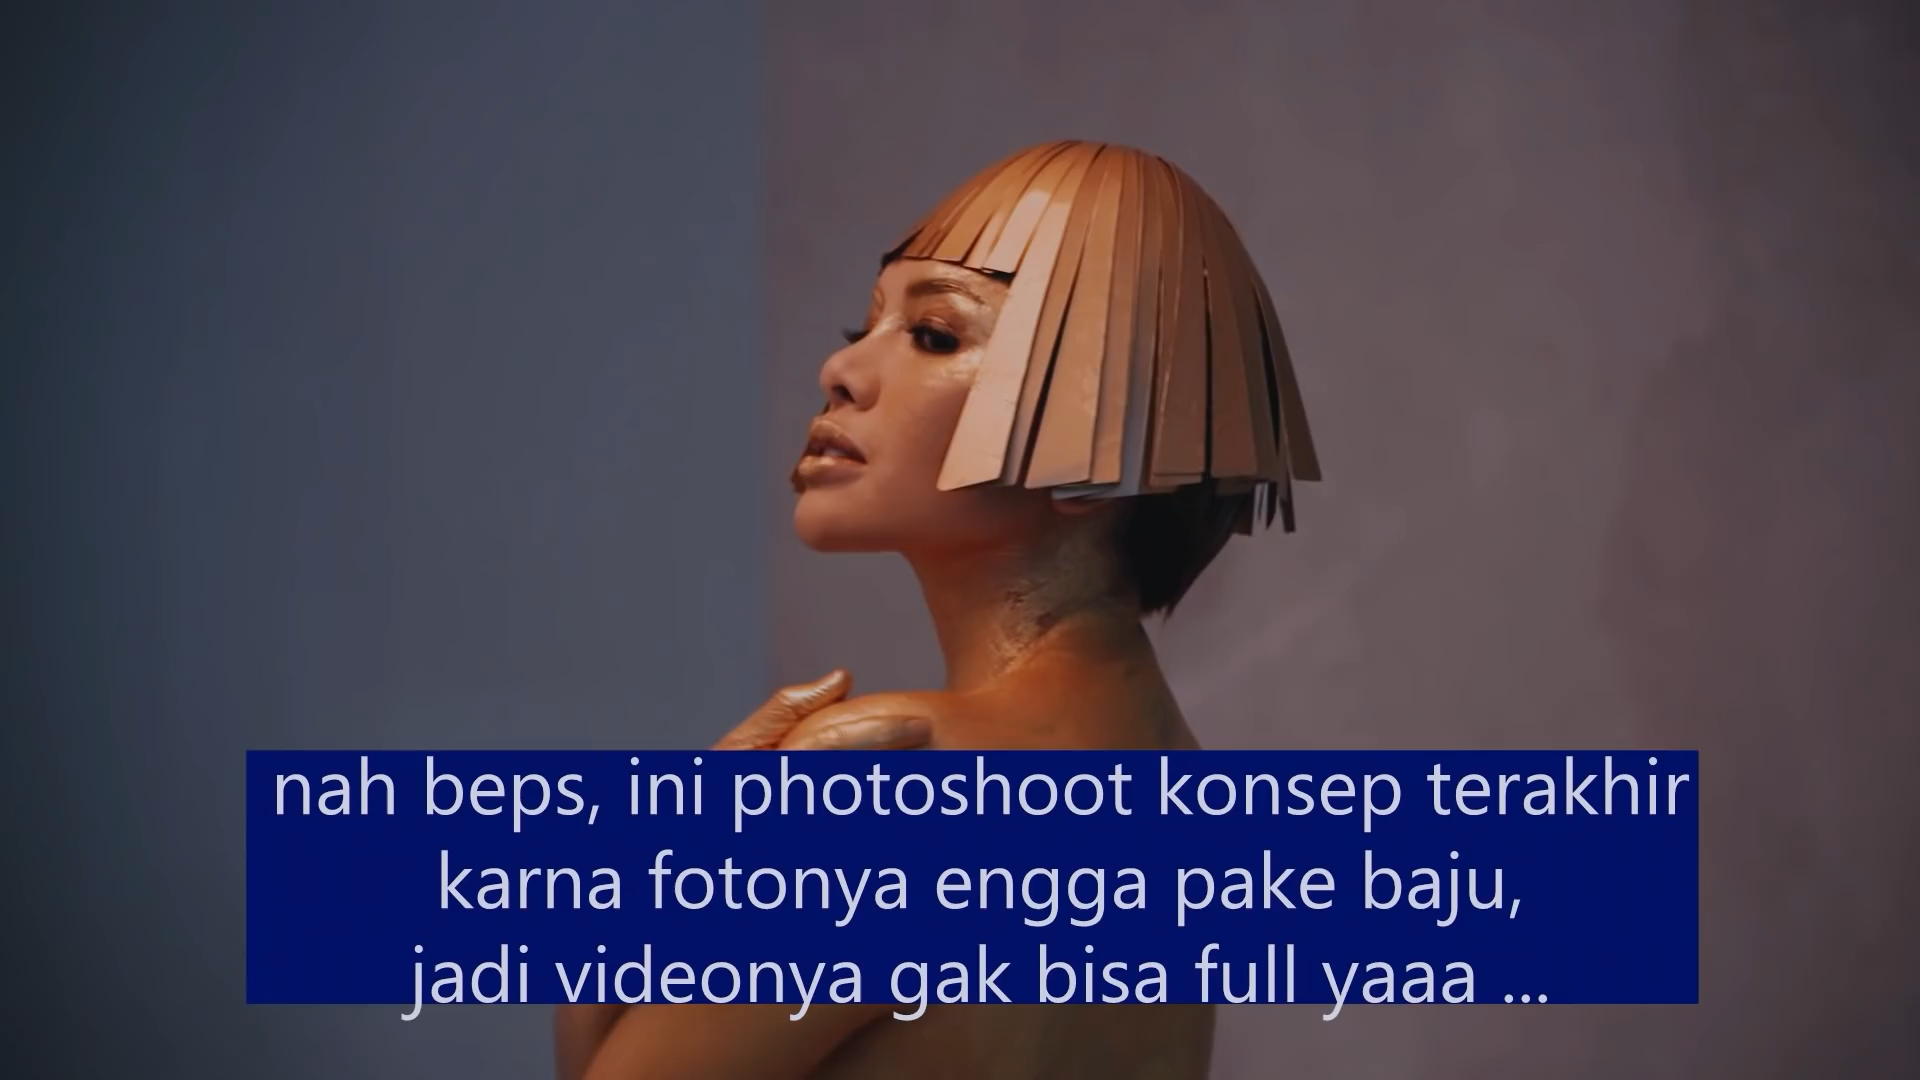 nah beps, ini photoshoot konsep terakhir
karna fotonya engga pake baju,
jadi videonya gak bisa full yaaa ...